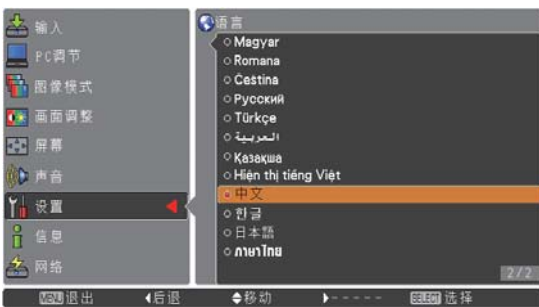 输入
PC调节
图像模式
画面调整
屏幕
声音
设置
信息
网络
语言
Magyar
Romana
Čeština
Русский
Türkçe
العربية
Қазақша
Hiện thị tiếng Việt
中文
한글
日本語
ภาษาไทย
2/2
MENU 退出 后退 移动 ----- SELECT 选择